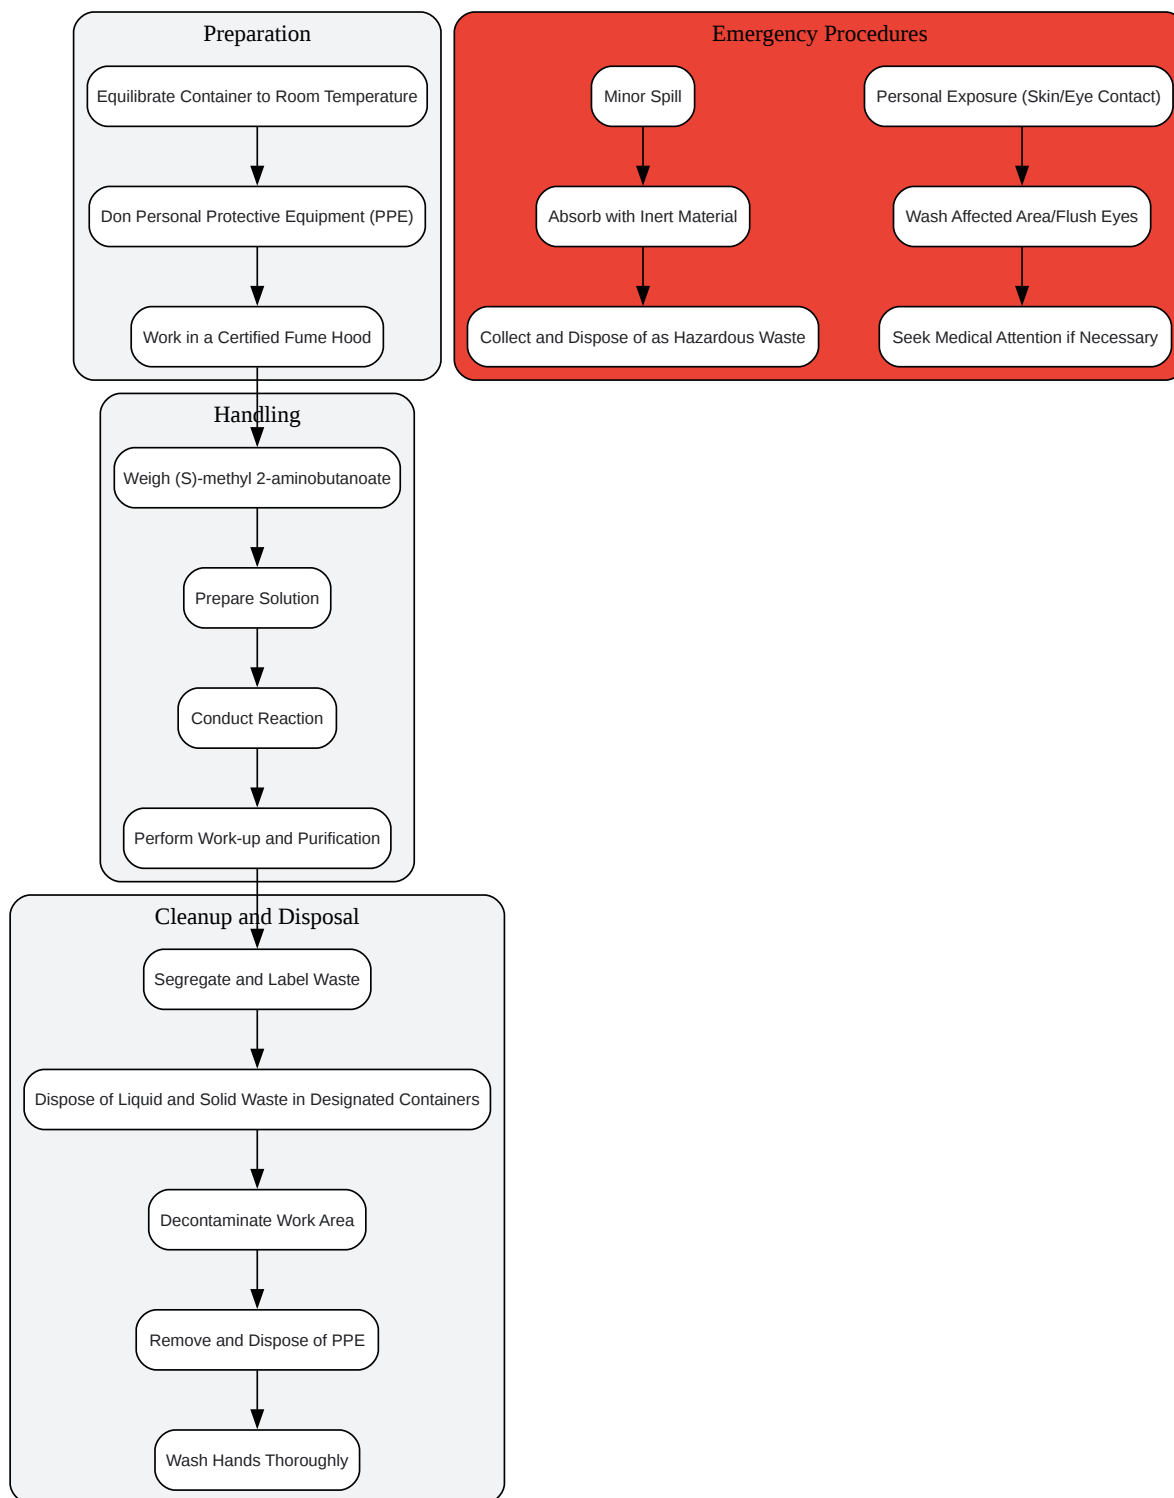 Preparation
Equilibrate Container to Room Temperature
Don Personal Protective Equipment (PPE)
Work in a Certified Fume Hood
Emergency Procedures
Minor Spill
Absorb with Inert Material
Collect and Dispose of as Hazardous Waste
Personal Exposure (Skin/Eye Contact)
Wash Affected Area/Flush Eyes
Seek Medical Attention if Necessary
Handling
Weigh (S)-methyl 2-aminobutanoate
Prepare Solution
Conduct Reaction
Perform Work-up and Purification
Cleanup and Disposal
Segregate and Label Waste
Dispose of Liquid and Solid Waste in Designated Containers
Decontaminate Work Area
Remove and Dispose of PPE
Wash Hands Thoroughly